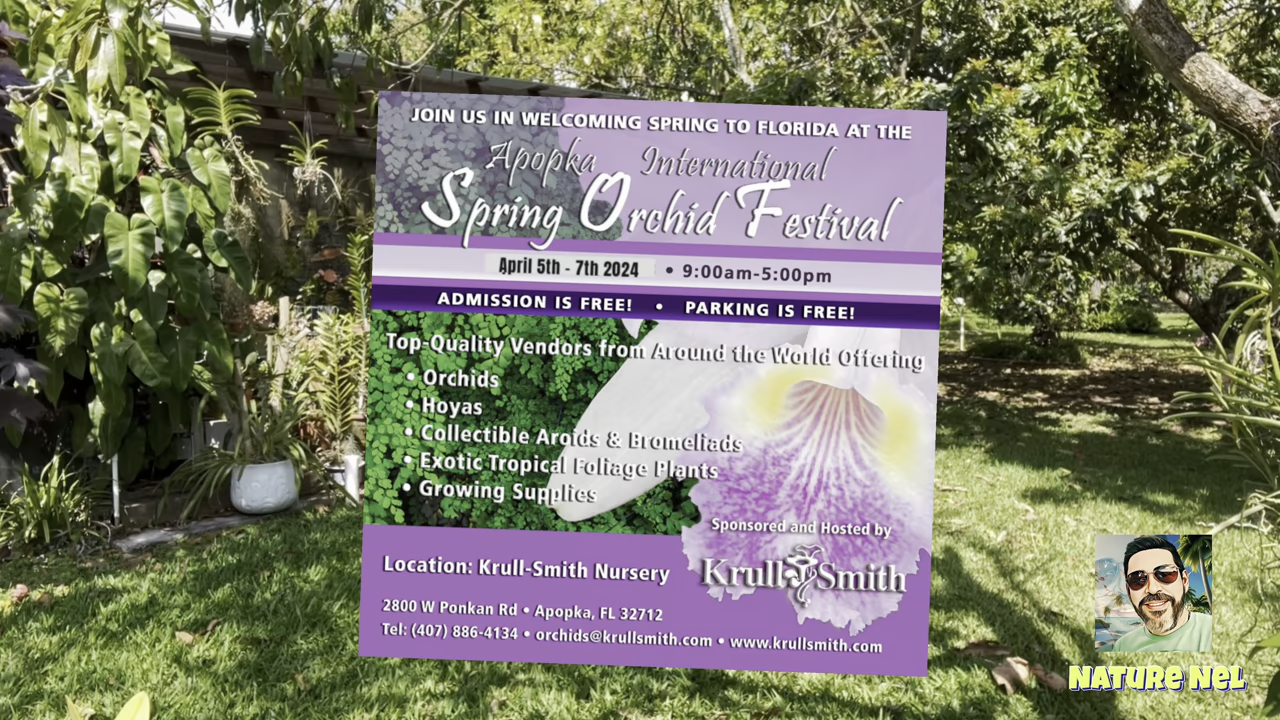 JOIN US IN WELCOMING SPRING TO FLORIDA AT THE
Apopka International
Spring Orchid Festival
April 5th - 7th 2024 • 9:00am-5:00pm
ADMISSION IS FREE! • PARKING IS FREE!
Top-Quality Vendors from Around the World Offering
• Orchids
• Hoyas
• Collectible Aroids & Bromeliads
• Exotic Tropical Foliage Plants
• Growing Supplies
Sponsored and Hosted by
Krull Smith
Location: Krull-Smith Nursery
2800 W Ponkan Rd • Apopka, FL 32712
Tel: (407) 886-4134 • orchids@krullsmith.com • www.krullsmith.com
Nature Nel